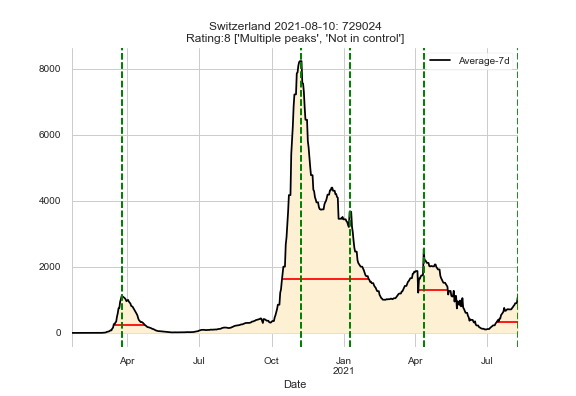 Switzerland 2021-08-10: 729024
Rating:8 ['Multiple peaks', 'Not in control']
Average-7d
8000
6000
4000
2000
0
Apr
Jul
Oct
Jan
2021
Apr
Jul
Date